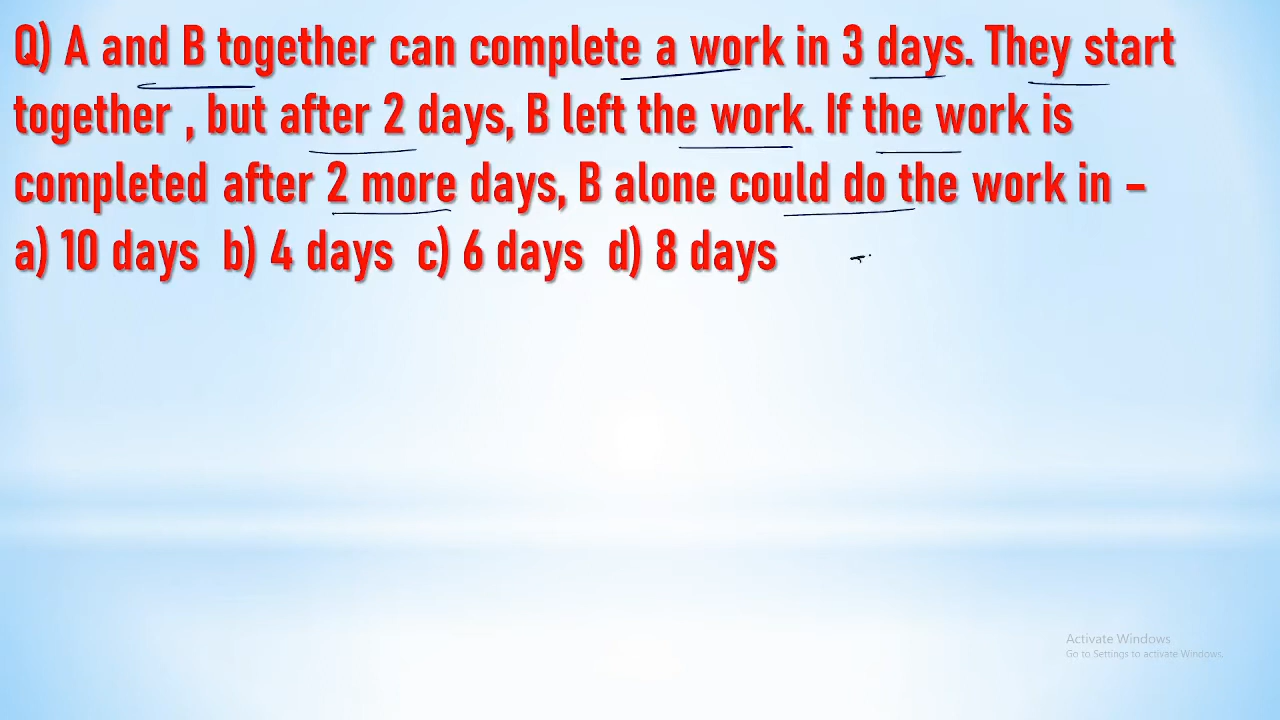 Q) A and B together can complete a work in 3 days. They start
together , but after 2 days, B left the work. If the work is
completed after 2 more days, B alone could do the work in -
a) 10 days b) 4 days c) 6 days d) 8 days
Activate Windows
Go to Settings to activate Windows.